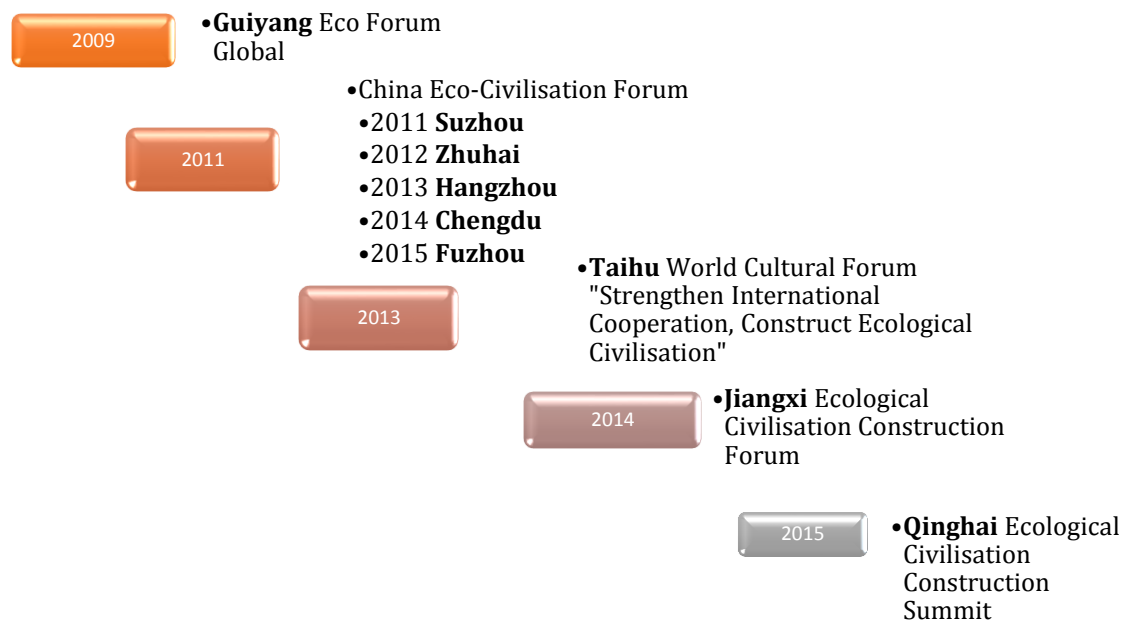 2009
•Guiyang Eco Forum
Global
2011
•China Eco-Civilisation Forum
•2011 Suzhou
•2012 Zhuhai
•2013 Hangzhou
•2014 Chengdu
•2015 Fuzhou
2013
•Taihu World Cultural Forum
"Strengthen International
Cooperation, Construct Ecological
Civilisation"
2014
•Jiangxi Ecological
Civilisation Construction
Forum
2015
•Qinghai Ecological
Civilisation
Construction
Summit